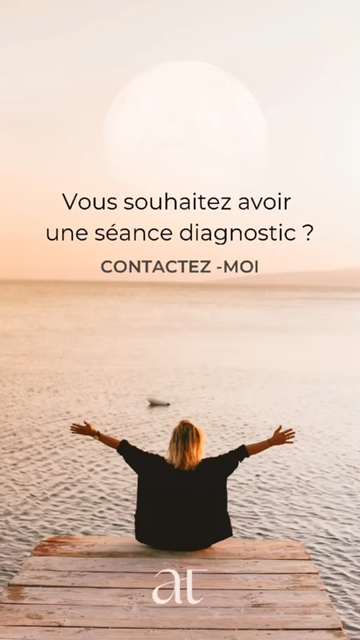 Vous souhaitez avoir
une séance diagnostic ?
CONTACTEZ -MOI
at